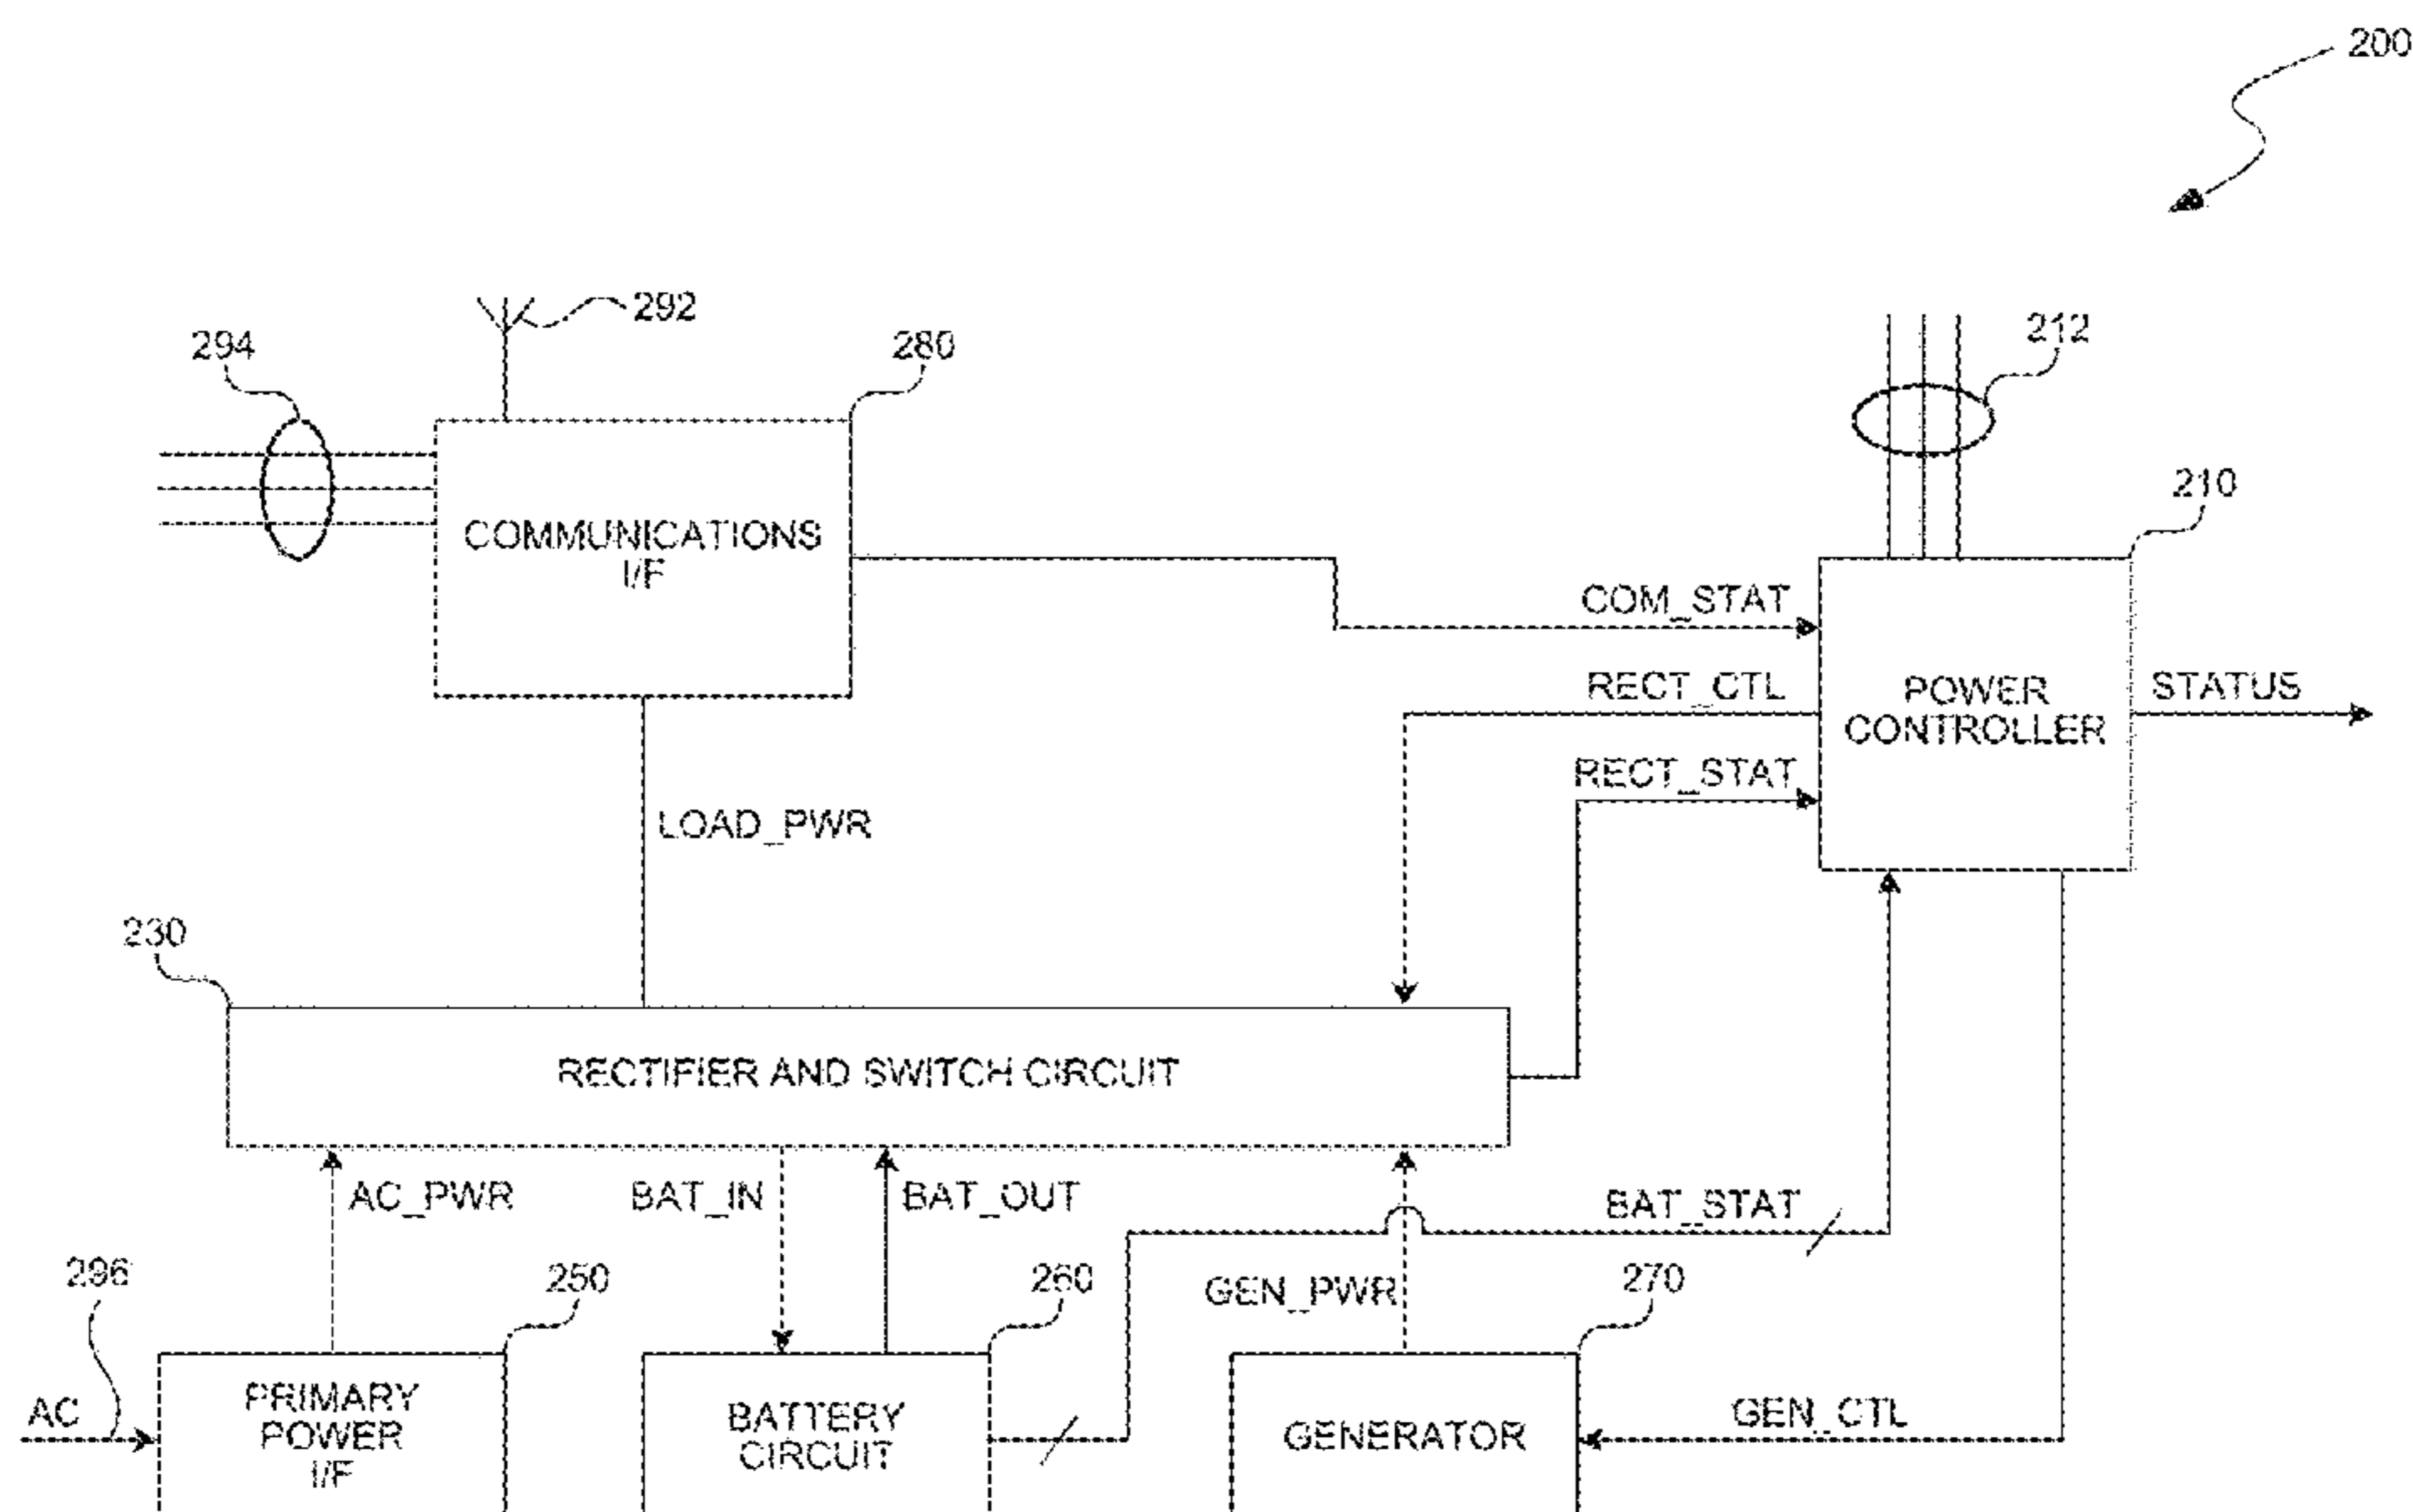 200
292
294
280
212
210
COMMUNICATIONS
I/F
COM_STAT
RECT_CTL
POWER
CONTROLLER
STATUS
RECT_STAT
LOAD_PWR
230
RECTIFIER AND SWITCH CIRCUIT
AC_PWR
BAT_IN
BAT_OUT
BAT_STAT
296
250
260
GEN_PWR
270
AC
PRIMARY
POWER
I/F
BATTERY
CIRCUIT
GENERATOR
GEN_CTL